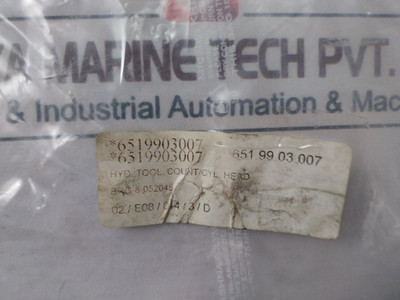 A MARINE TECH PVT.
& Industrial Automation & Mac
*6519903007
*6519903007 651 99 03.007
HYD. TOOL, COUNT/CYL. HEAD
02 / E08 / / 3 / D